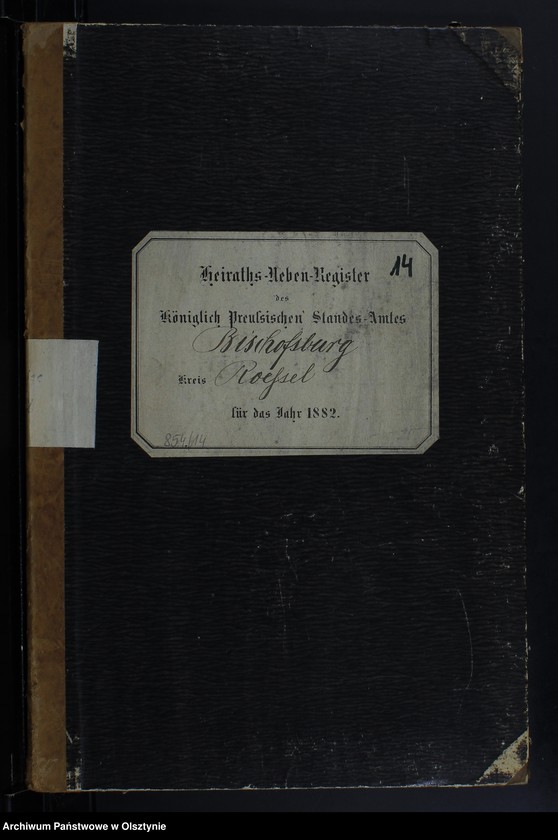 14
Heiraths-Neben-Register
des
Königlich Preußischen Standes-Amtes
Bischofsburg
Kreis Roessel
für das Jahr 1882.
854/14
Archiwum Państwowe w Olsztynie